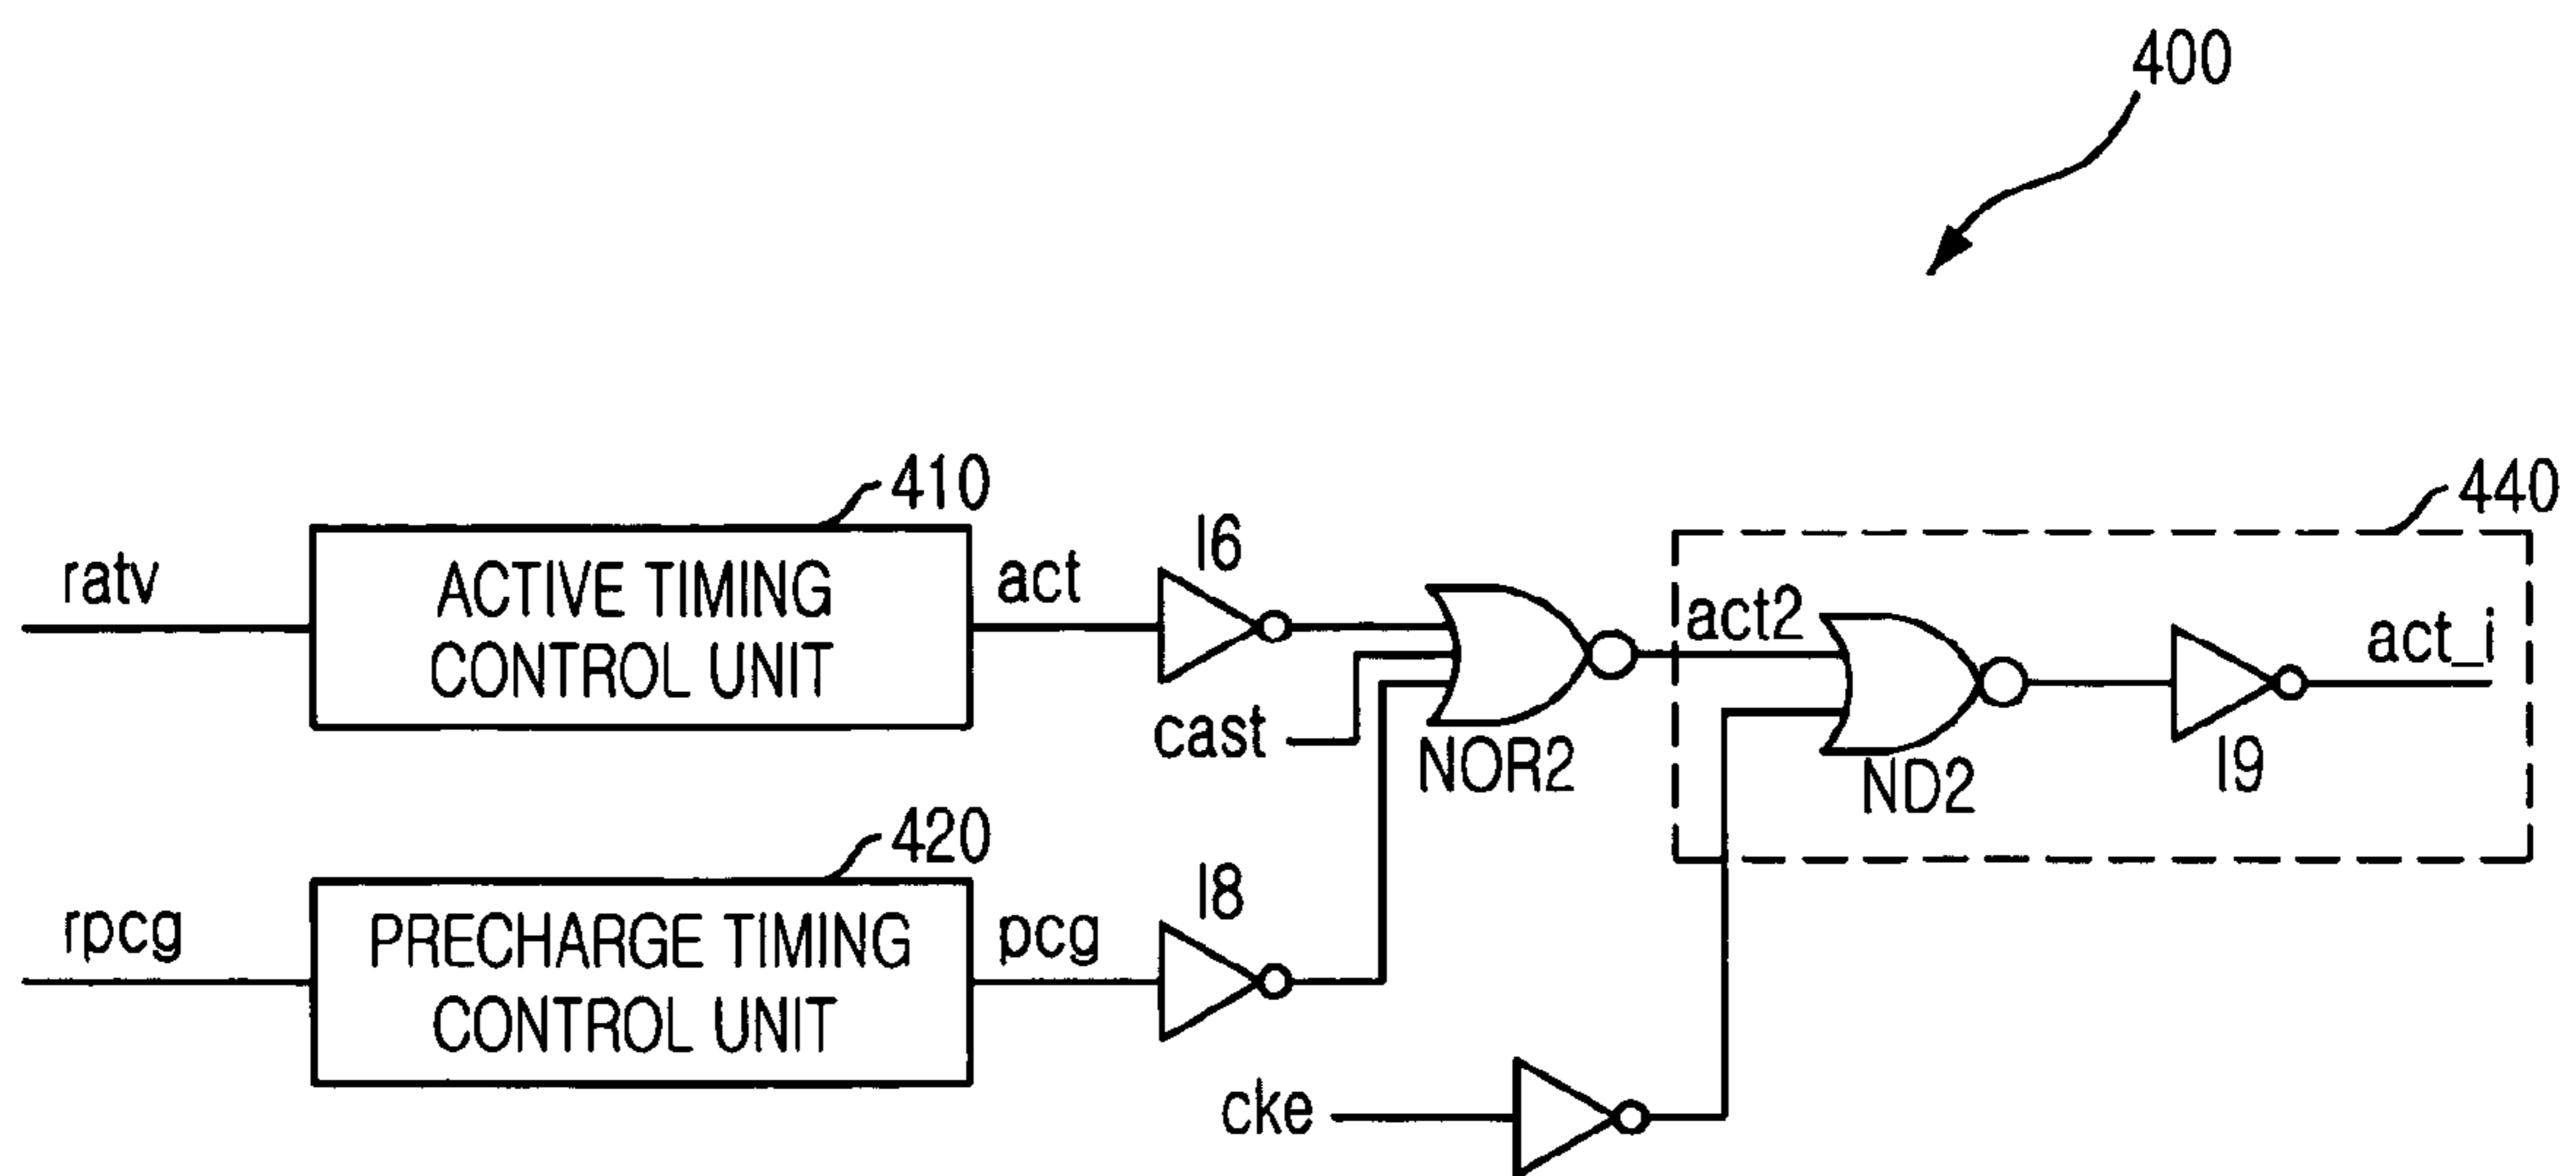 400
410
ratv
ACTIVE TIMING
CONTROL UNIT
act
I6
cast
NOR2
440
act2
ND2
I9
act_i
420
rpcg
PRECHARGE TIMING
CONTROL UNIT
pcg
I8
cke